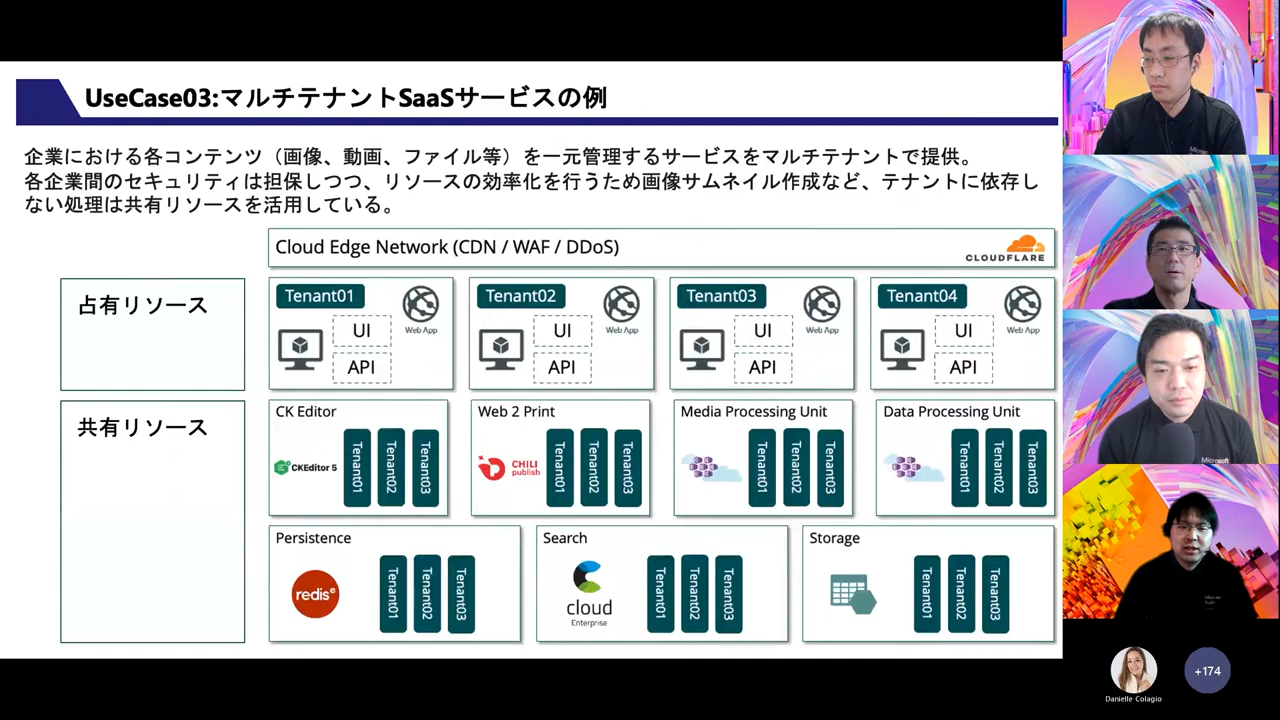 UseCase03:マルチテナントSaaSサービスの例
企業における各コンテンツ（画像、動画、ファイル等）を一元管理するサービスをマルチテナントで提供。
各企業間のセキュリティは担保しつつ、リソースの効率化を行うため画像サムネイル作成など、テナントに依存し
ない処理は共有リソースを活用している。
Cloud Edge Network (CDN / WAF / DDoS)
CLOUDFLARE
占有リソース
Tenant01
Web App
UI
API
Tenant02
Web App
UI
API
Tenant03
Web App
UI
API
Tenant04
Web App
UI
API
共有リソース
CK Editor
CKEditor 5
Tenant01
Tenant02
Tenant03
Web 2 Print
CHILI
publish
Tenant01
Tenant02
Tenant03
Media Processing Unit
Tenant01
Tenant02
Tenant03
Data Processing Unit
Tenant01
Tenant02
Tenant03
Persistence
redis
Tenant01
Tenant02
Tenant03
Search
cloud
Enterprise
Tenant01
Tenant02
Tenant03
Storage
Tenant01
Tenant02
Tenant03
Microsoft
Danielle Colagio
+174